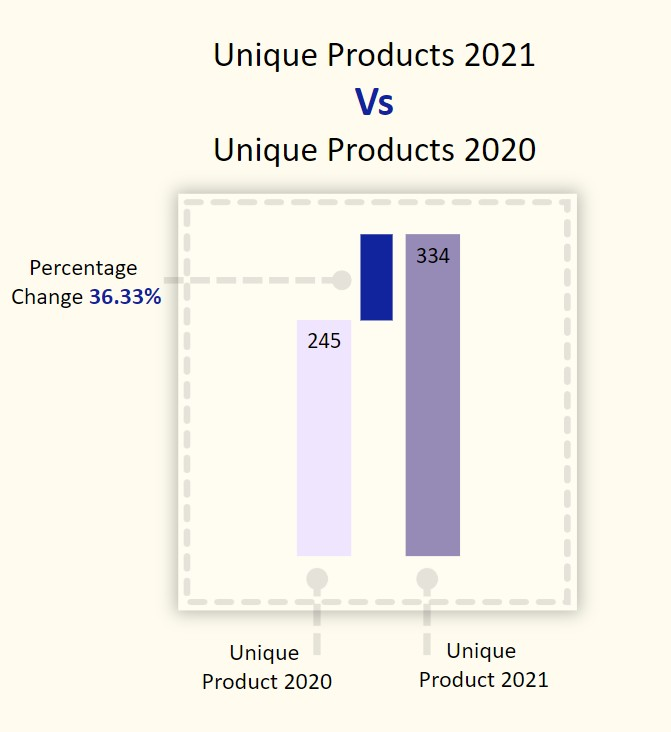 Unique Products 2021
Vs
Unique Products 2020
334
Percentage
Change 36.33%
245
Unique
Product 2020
Unique
Product 2021